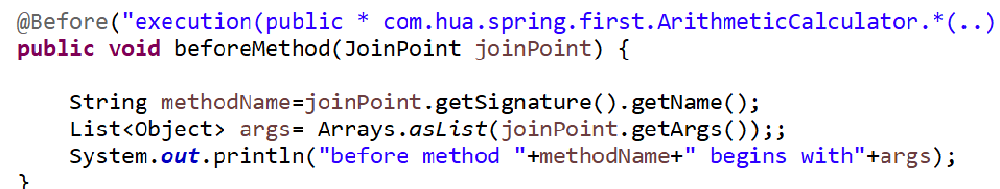 @Before("execution(public * com.hua.spring.first.ArithmeticCalculator.*(..)
public void beforeMethod(JoinPoint joinPoint) {
String methodName=joinPoint.getSignature().getName();
List<Object> args= Arrays.asList(joinPoint.getArgs());;
System.out.println("before method "+methodName+" begins with"+args);
}